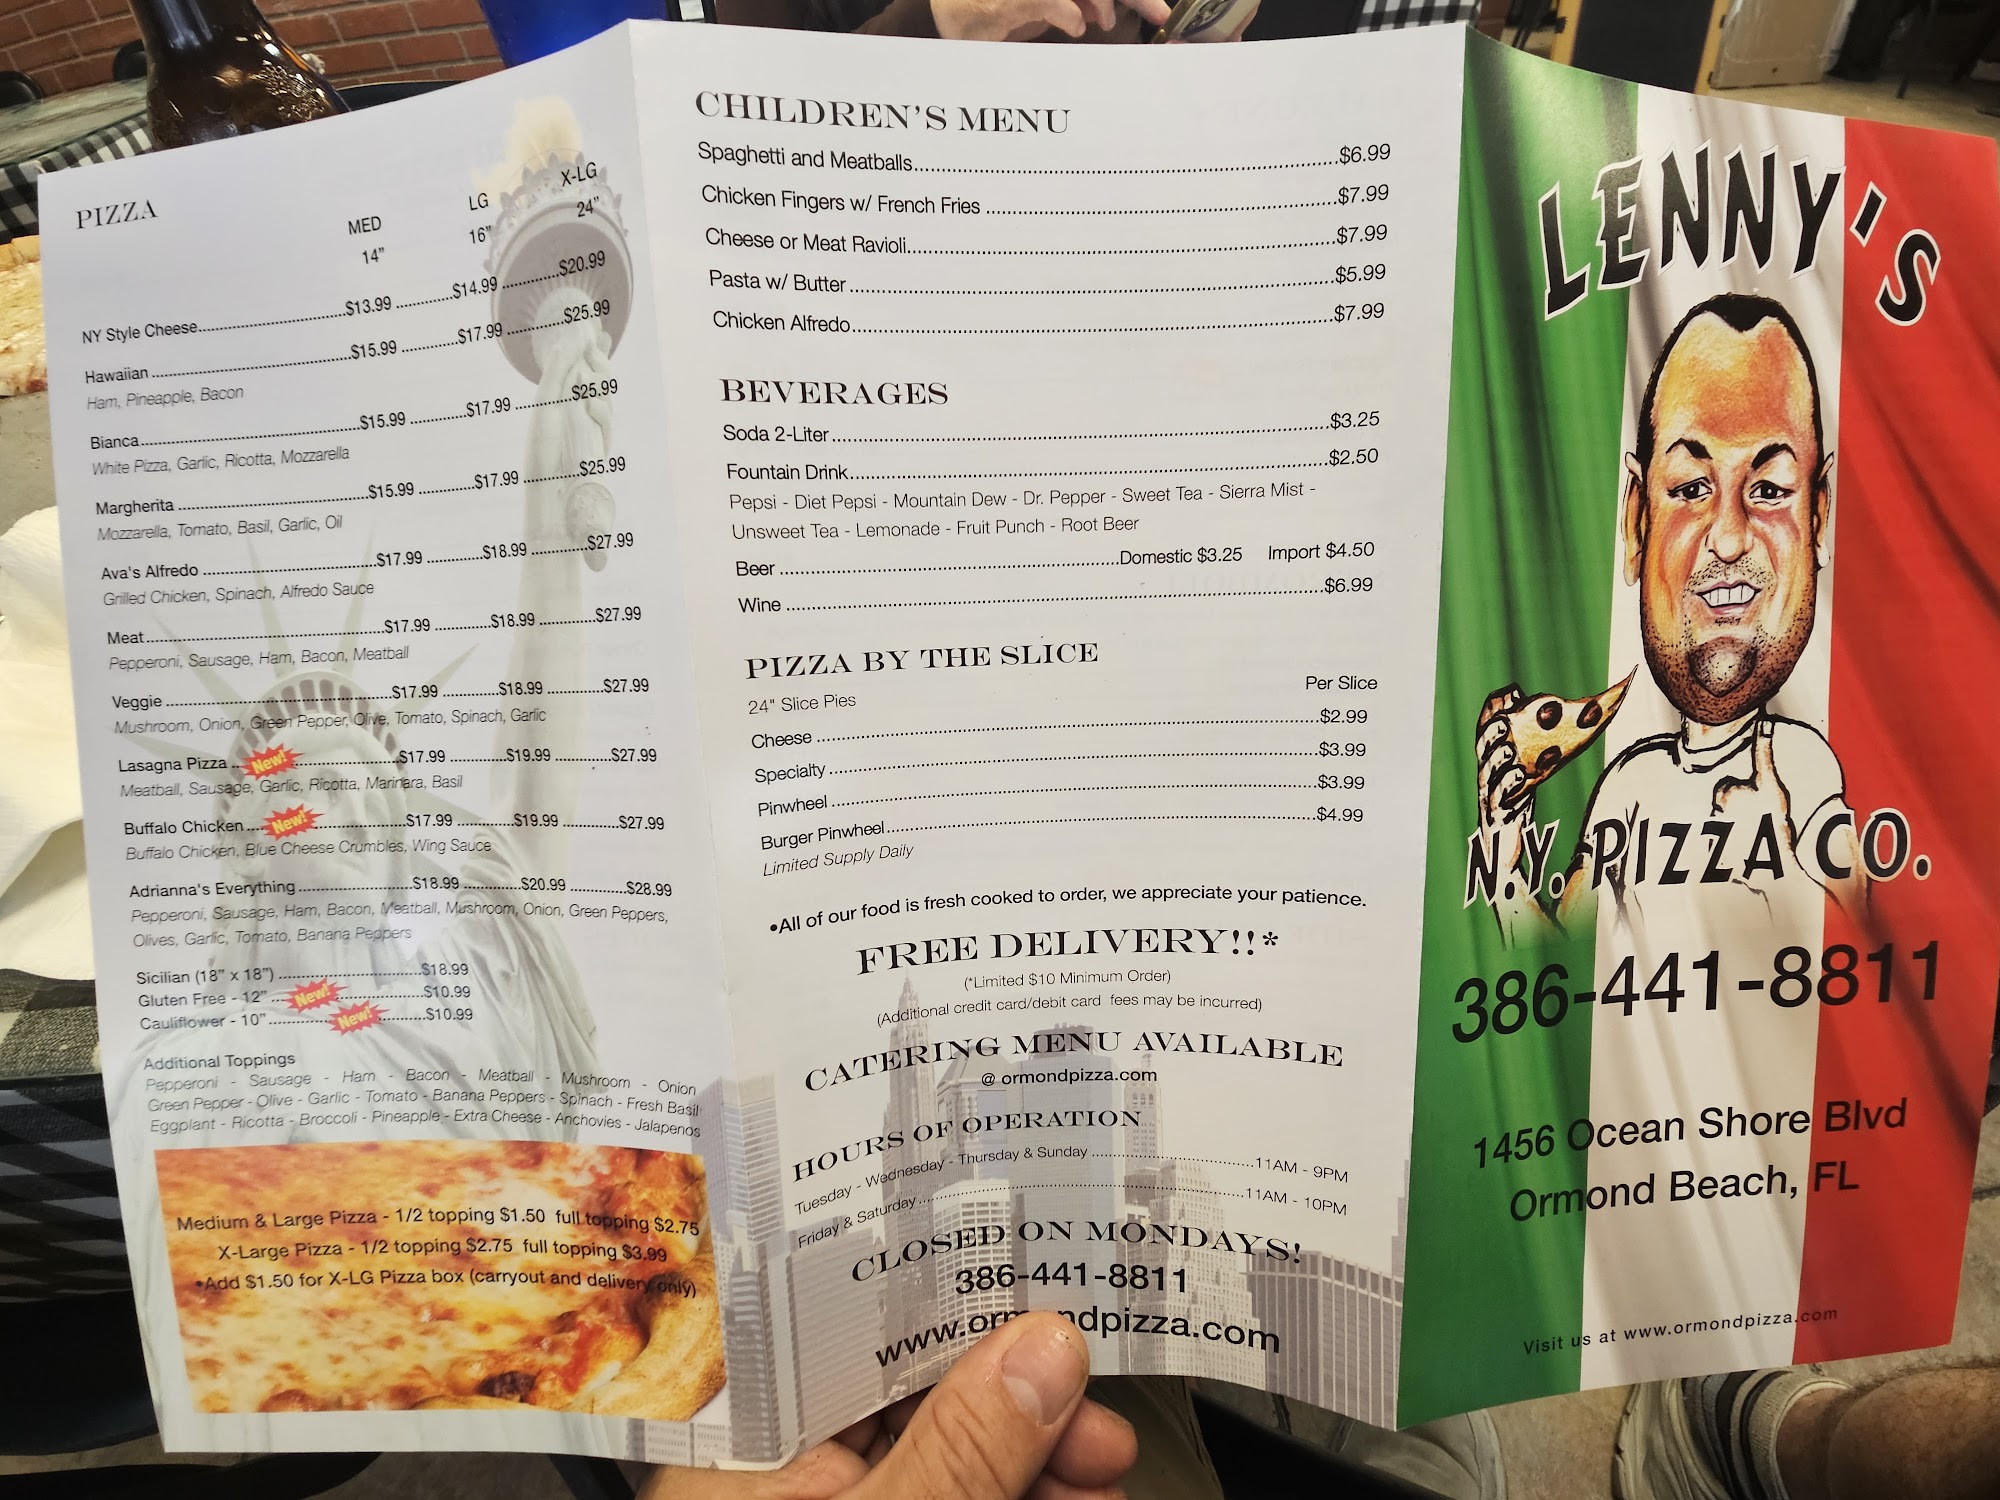 PIZZA
MED LG X-LG
14" 16" 24"
NY Style Cheese..........$13.99 ..........$14.99 ..........$20.99
Hawaiian ..........$15.99 ..........$17.99 ..........$25.99
Ham, Pineapple, Bacon
Bianca..........$15.99 ..........$17.99 ..........$25.99
White Pizza, Garlic, Ricotta, Mozzarella
Margherita ..........$15.99 ..........$17.99 ..........$25.99
Mozzarella, Tomato, Basil, Garlic, Oil
Ava's Alfredo ..........$17.99 ..........$18.99 ..........$27.99
Grilled Chicken, Spinach, Alfredo Sauce
Meat..........$17.99 ..........$18.99 ..........$27.99
Pepperoni, Sausage, Ham, Bacon, Meatball
Veggie ..........$17.99 ..........$18.99 ..........$27.99
Mushroom, Onion, Green Pepper, Olive, Tomato, Spinach, Garlic
Lasagna Pizza .. New! ..........$17.99 ..........$19.99 ..........$27.99
Meatball, Sausage, Garlic, Ricotta, Marinara, Basil
Buffalo Chicken .... New! ..........$17.99 ..........$19.99 ..........$27.99
Buffalo Chicken, Blue Cheese Crumbles, Wing Sauce
Adrianna's Everything ..........$18.99 ..........$20.99 ..........$28.99
Pepperoni, Sausage, Ham, Bacon, Meatball, Mushroom, Onion, Green Peppers,
Olives, Garlic, Tomato, Banana Peppers
Sicilian (18" x 18") ..........$18.99
Gluten Free - 12" .... New! ..........$10.99
Cauliflower - 10" .......... New! ..........$10.99
Additional Toppings
Pepperoni - Sausage - Ham - Bacon - Meatball - Mushroom - Onion
Green Pepper - Olive - Garlic - Tomato - Banana Peppers - Spinach - Fresh Basil
Eggplant - Ricotta - Broccoli - Pineapple - Extra Cheese - Anchovies - Jalapenos
Medium & Large Pizza - 1/2 topping $1.50 full topping $2.75
X-Large Pizza - 1/2 topping $2.75 full topping $3.99
•Add $1.50 for X-LG Pizza box (carryout and delivery only)
CHILDREN'S MENU
Spaghetti and Meatballs..........$6.99
Chicken Fingers w/ French Fries ..........$7.99
Cheese or Meat Ravioli..........$7.99
Pasta w/ Butter ..........$5.99
Chicken Alfredo..........$7.99
BEVERAGES
Soda 2-Liter ..........$3.25
Fountain Drink..........$2.50
Pepsi - Diet Pepsi - Mountain Dew - Dr. Pepper - Sweet Tea - Sierra Mist -
Unsweet Tea - Lemonade - Fruit Punch - Root Beer
Beer ..........Domestic $3.25 Import $4.50
Wine ..........$6.99
PIZZA BY THE SLICE
24" Slice Pies Per Slice
Cheese ..........$2.99
Specialty ..........$3.99
Pinwheel ..........$3.99
Burger Pinwheel..........$4.99
Limited Supply Daily
•All of our food is fresh cooked to order, we appreciate your patience.
FREE DELIVERY!!*
(*Limited $10 Minimum Order)
(Additional credit card/debit card fees may be incurred)
CATERING MENU AVAILABLE
@ ormondpizza.com
HOURS OF OPERATION
Tuesday - Wednesday - Thursday & Sunday ..........11AM - 9PM
Friday & Saturday ..........11AM - 10PM
CLOSED ON MONDAYS!
386-441-8811
www.ormondpizza.com
LENNY'S
N.Y. PIZZA CO.
386-441-8811
1456 Ocean Shore Blvd
Ormond Beach, FL
Visit us at www.ormondpizza.com